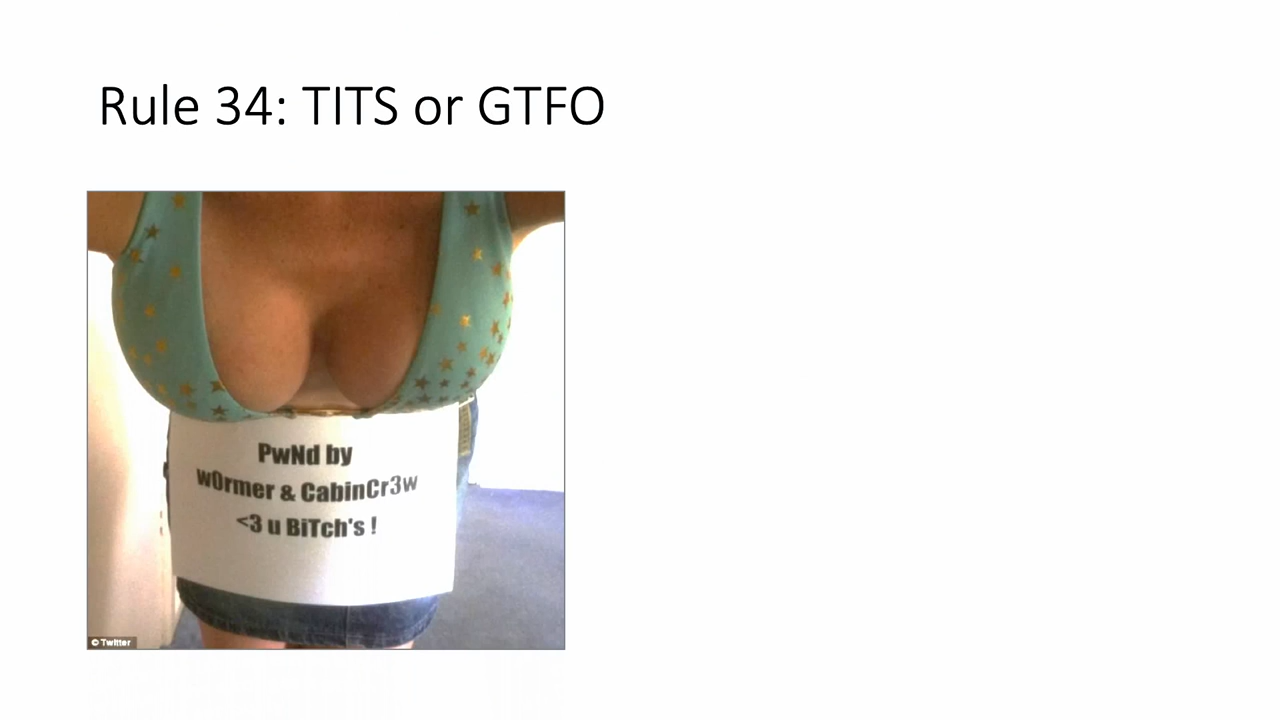 Rule 34: TITS or GTFO
PwNd by
w0rmer & CabinCr3w
<3 u BiTch's !
© Twitter